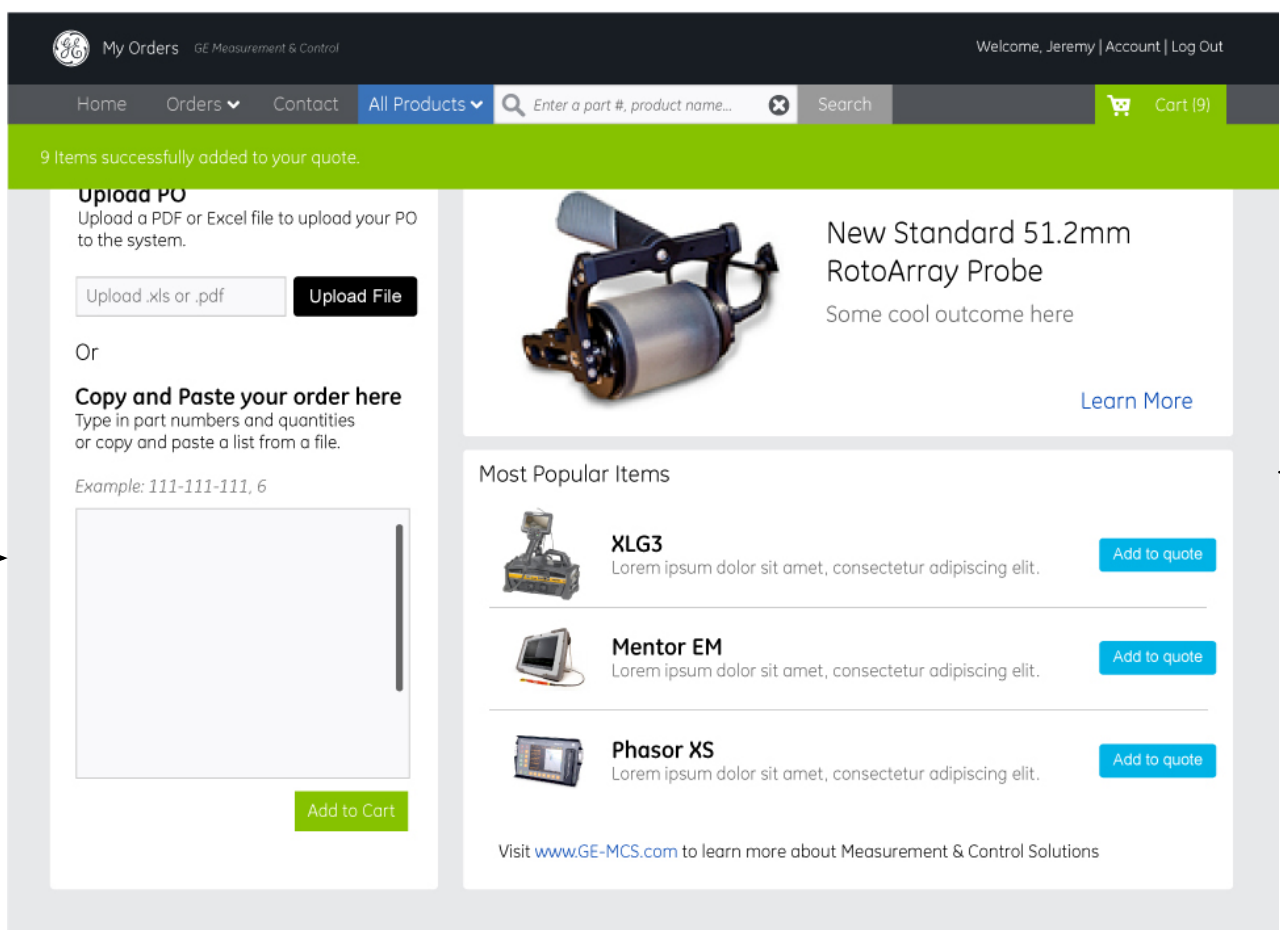 GE My Orders GE Measurement & Control
Welcome, Jeremy | Account | Log Out
Home Orders Contact All Products Enter a part #, product name... Search Cart (9)
9 Items successfully added to your quote.
Upload PO
Upload a PDF or Excel file to upload your PO
to the system.
Upload .xls or .pdf Upload File
Or
Copy and Paste your order here
Type in part numbers and quantities
or copy and paste a list from a file.
Example: 111-111-111, 6
Add to Cart
New Standard 51.2mm
RotoArray Probe
Some cool outcome here
Learn More
Most Popular Items
XLG3
Lorem ipsum dolor sit amet, consectetur adipiscing elit.
Add to quote
Mentor EM
Lorem ipsum dolor sit amet, consectetur adipiscing elit.
Add to quote
Phasor XS
Lorem ipsum dolor sit amet, consectetur adipiscing elit.
Add to quote
Visit www.GE-MCS.com to learn more about Measurement & Control Solutions